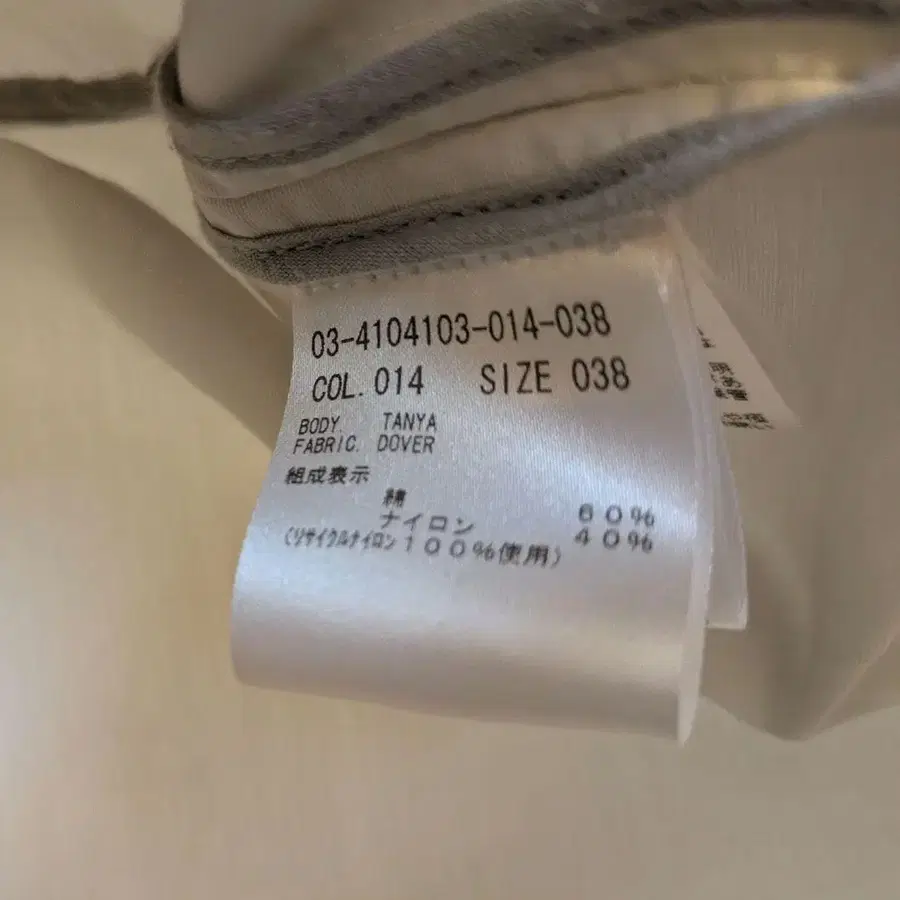 03-4104103-014-038
COL. 014 SIZE 038
BODY. TANYA
FABRIC. DOVER
組成表示
綿 60%
ナイロン 40%
(リサイクルナイロン100%使用)